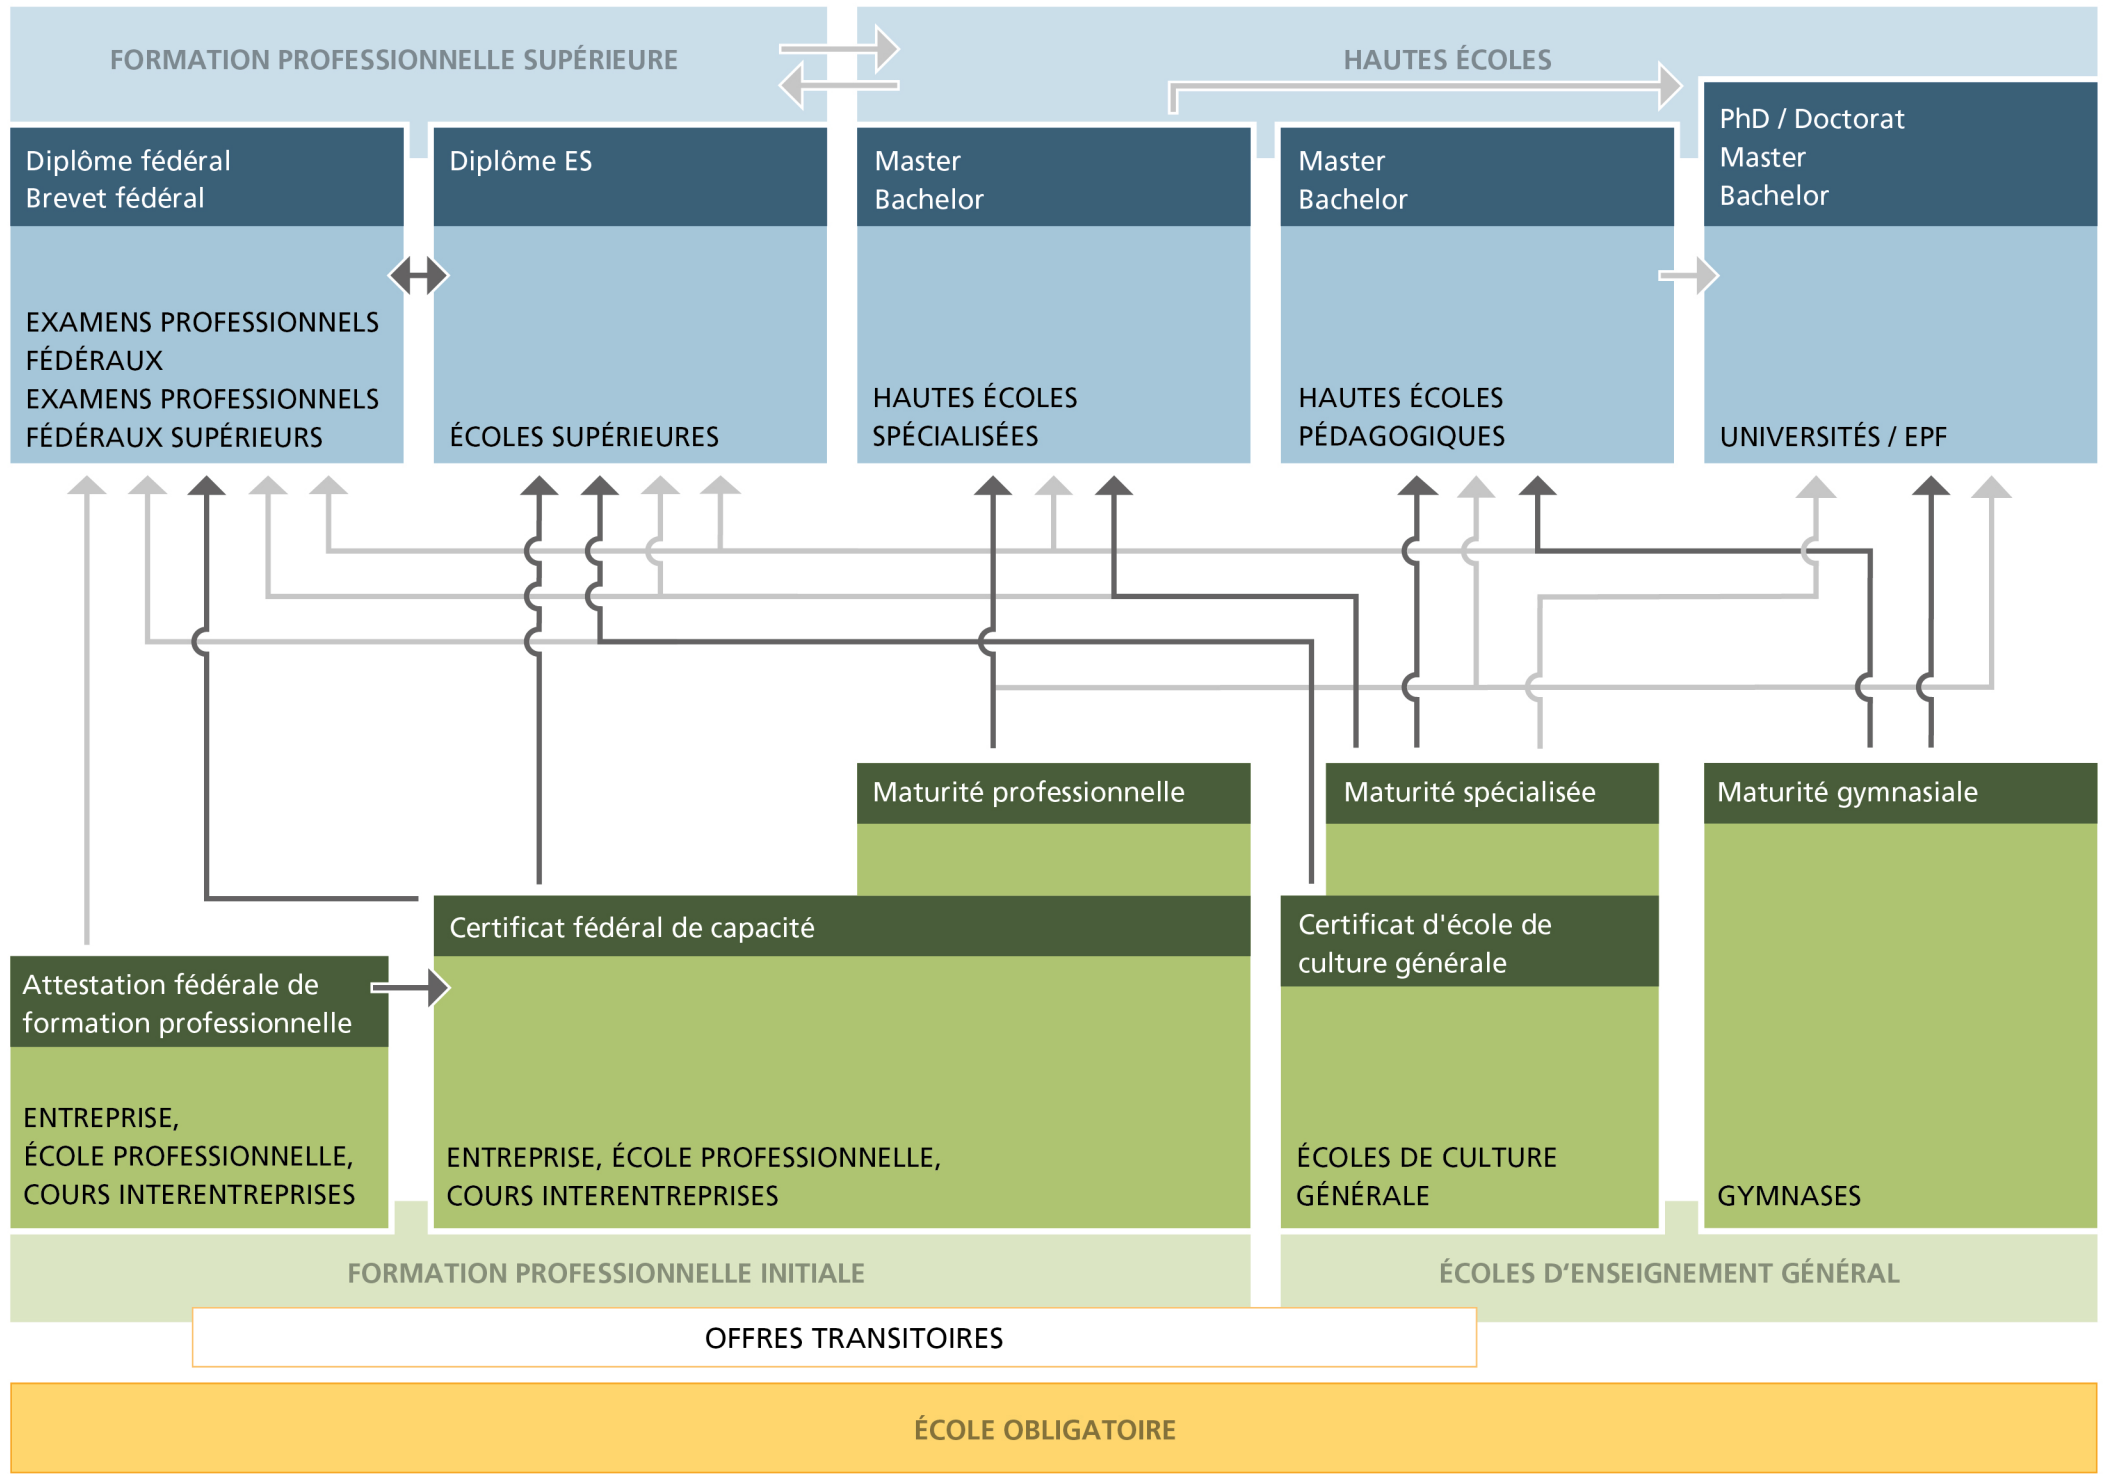 FORMATION PROFESSIONNELLE SUPÉRIEURE
HAUTES ÉCOLES
Diplôme fédéral
Brevet fédéral
Diplôme ES
Master
Bachelor
Master
Bachelor
PhD / Doctorat
Master
Bachelor
EXAMENS PROFESSIONNELS
FÉDÉRAUX
EXAMENS PROFESSIONNELS
FÉDÉRAUX SUPÉRIEURS
ÉCOLES SUPÉRIEURES
HAUTES ÉCOLES
SPÉCIALISÉES
HAUTES ÉCOLES
PÉDAGOGIQUES
UNIVERSITÉS / EPF
Maturité professionnelle
Maturité spécialisée
Maturité gymnasiale
Certificat fédéral de capacité
Certificat d'école de
culture générale
Attestation fédérale de
formation professionnelle
ENTREPRISE,
ÉCOLE PROFESSIONNELLE,
COURS INTERENTREPRISES
ENTREPRISE, ÉCOLE PROFESSIONNELLE,
COURS INTERENTREPRISES
ÉCOLES DE CULTURE
GÉNÉRALE
GYMNASES
FORMATION PROFESSIONNELLE INITIALE
ÉCOLES D’ENSEIGNEMENT GÉNÉRAL
OFFRES TRANSITOIRES
ÉCOLE OBLIGATOIRE